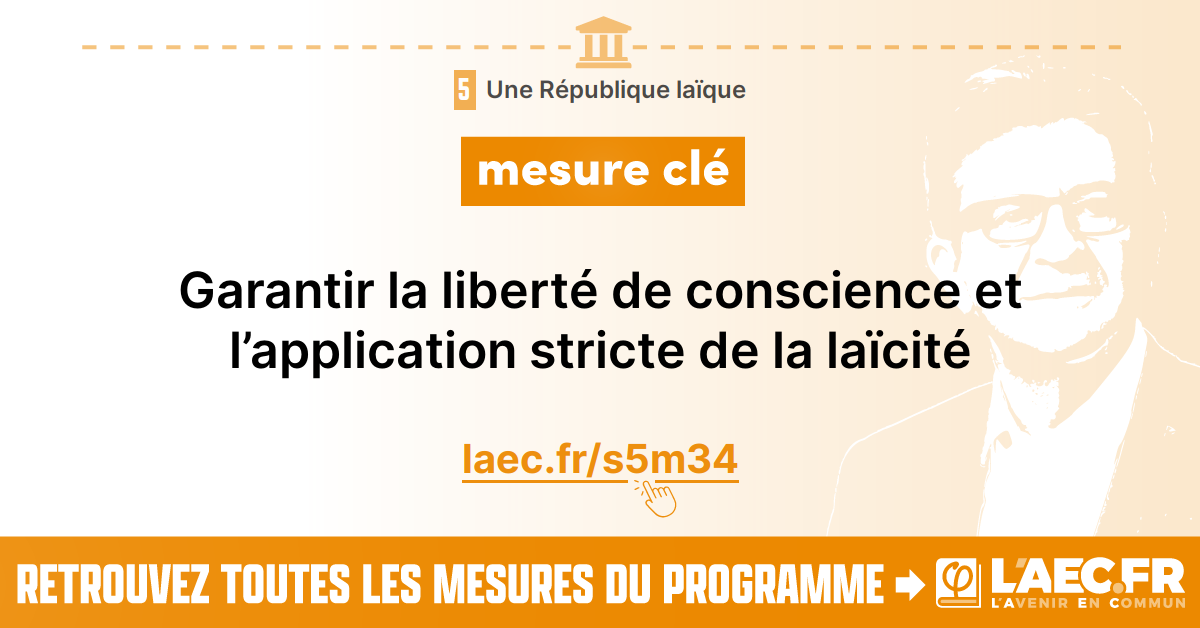 5 Une République laïque
mesure clé
Garantir la liberté de conscience et
l’application stricte de la laïcité
laec.fr/s5m34
RETROUVEZ TOUTES LES MESURES DU PROGRAMME
φ L'AEC.FR
L'AVENIR EN COMMUN